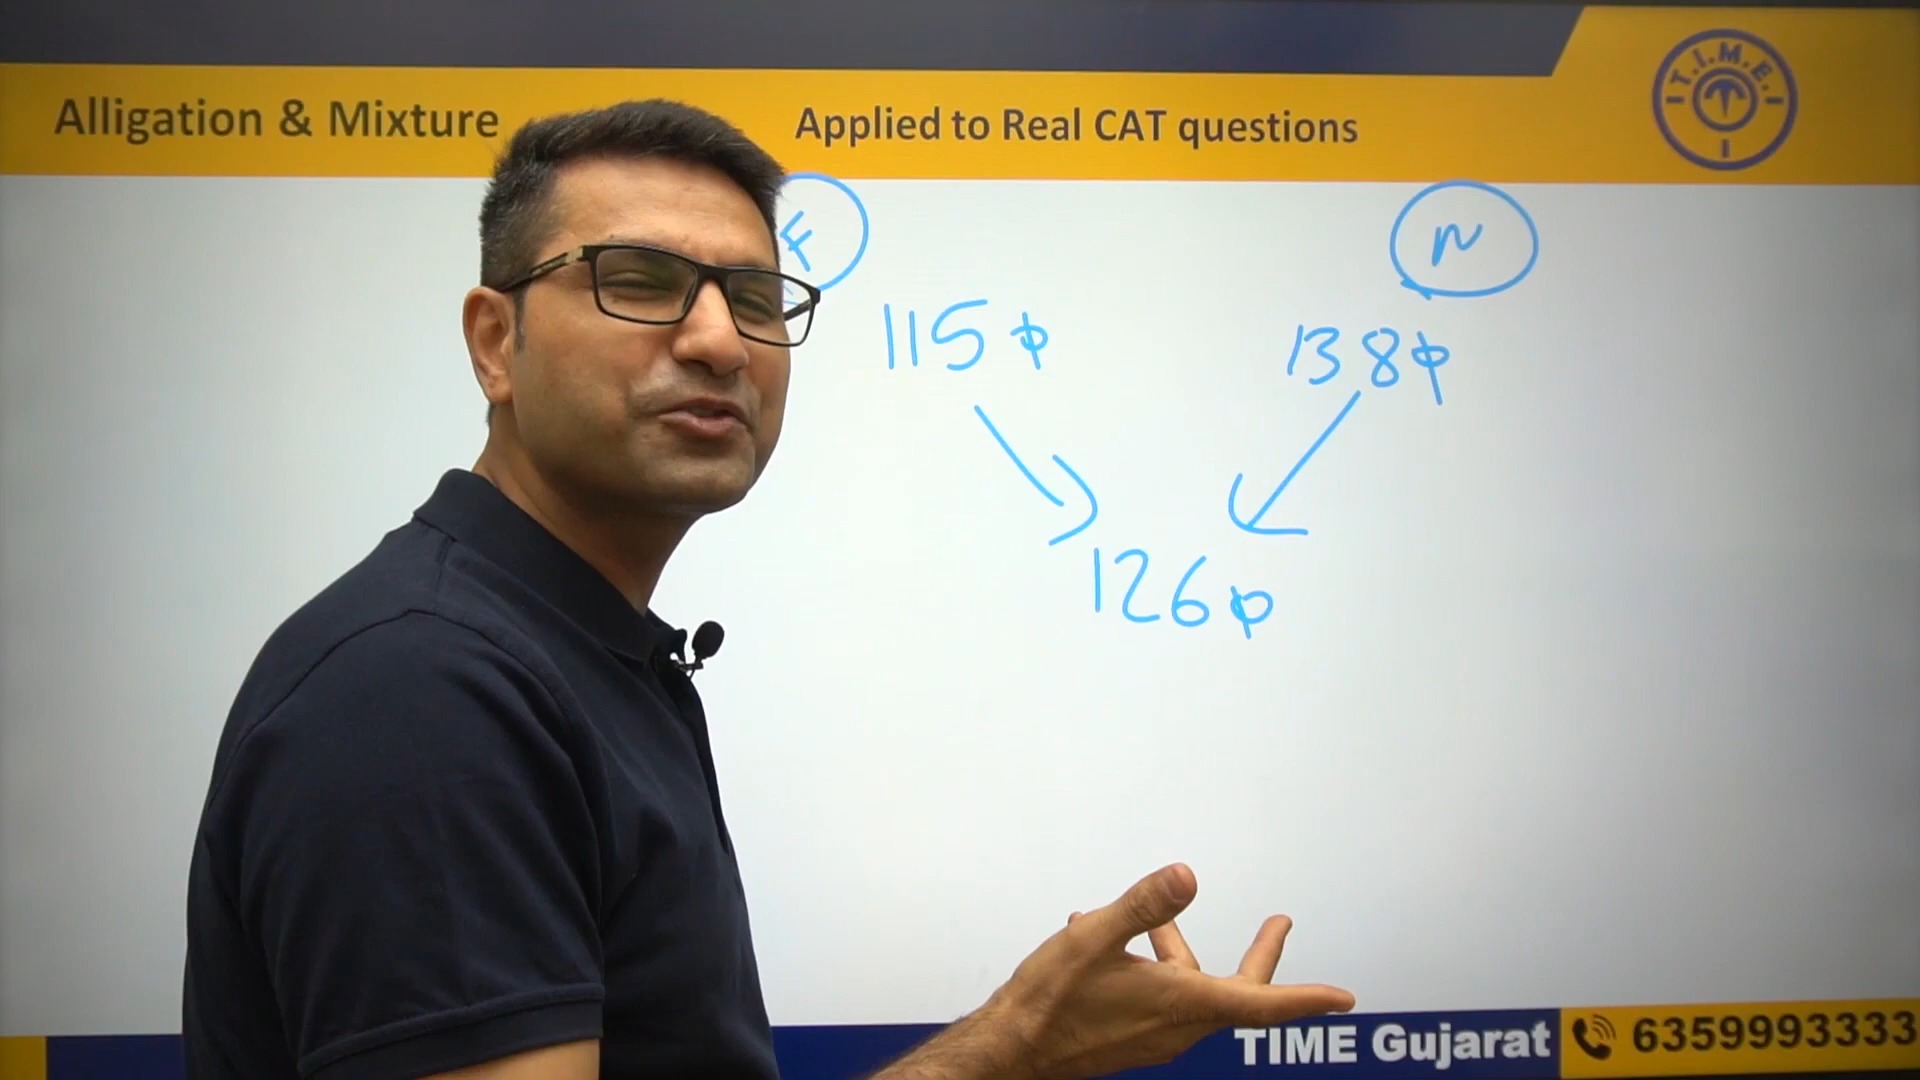 Alligation & Mixture
Applied to Real CAT questions
T.I.M.E.
F
N
115 p
138 p
126 p
TIME Gujarat
6359993333